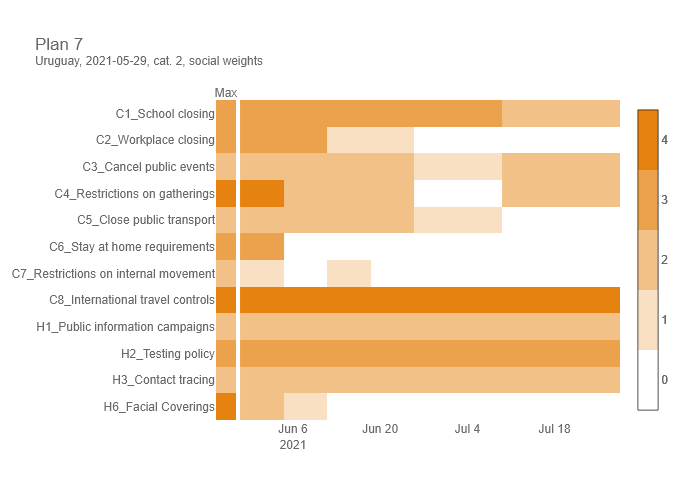 Plan 7
Uruguay, 2021-05-29, cat. 2, social weights
Max
C1_School closing
C2_Workplace closing
C3_Cancel public events
C4_Restrictions on gatherings
C5_Close public transport
C6_Stay at home requirements
C7_Restrictions on internal movement
C8_International travel controls
H1_Public information campaigns
H2_Testing policy
H3_Contact tracing
H6_Facial Coverings
Jun 6 Jun 20 Jul 4 Jul 18
2021
4
3
2
1
0